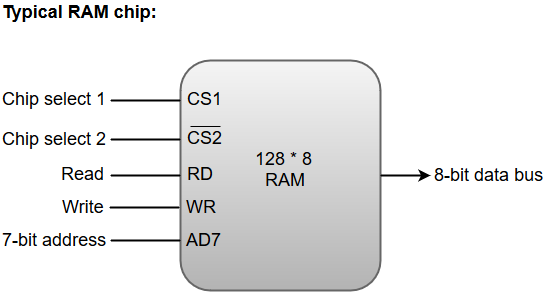 Typical RAM chip:
Chip select 1
CS1
Chip select 2
CS2
128 * 8
RAM
Read
RD
8-bit data bus
Write
WR
7-bit address
AD7